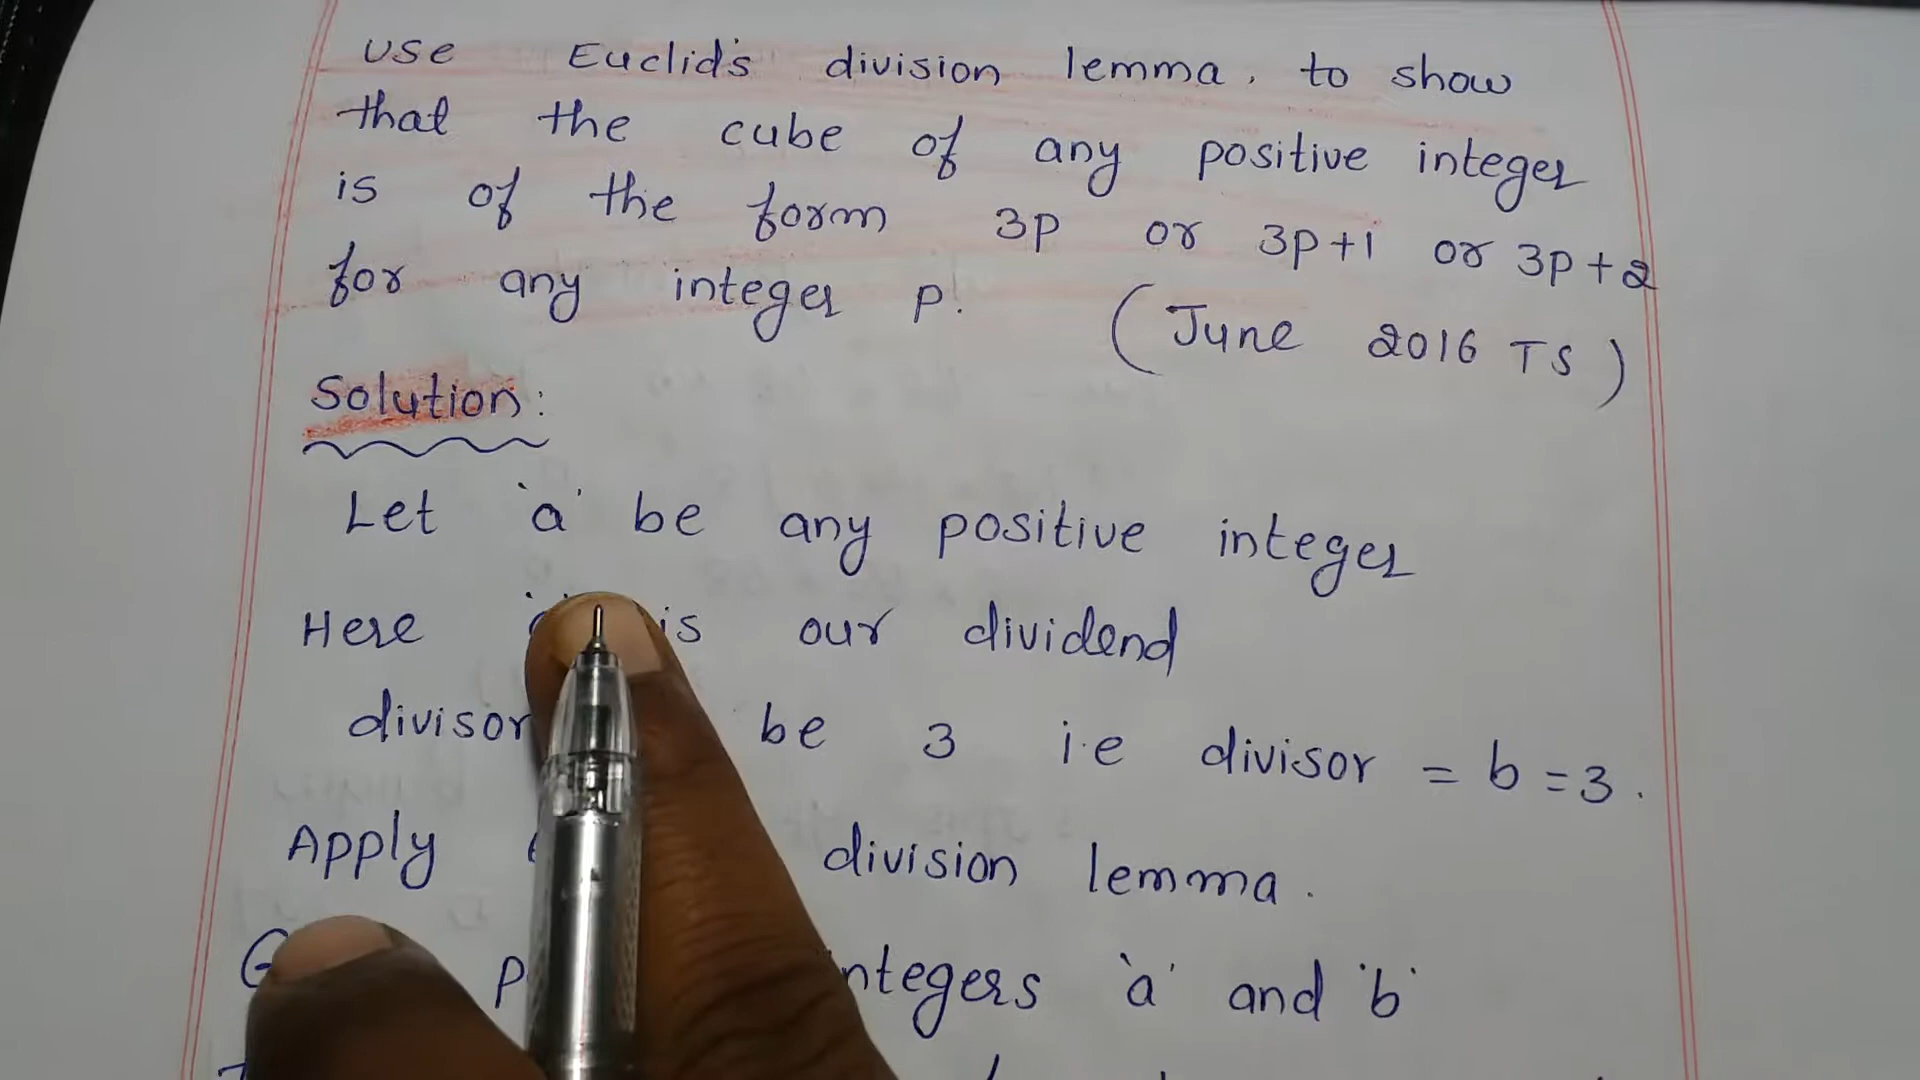 use Euclid's division lemma, to show
that the cube of any positive integer
is of the form 3p or 3p+1 or 3p+2
for any integer p.
(June 2016 TS)
Solution:
Let 'a' be any positive integer
Here is our dividend
divisor be 3 i.e divisor = b = 3.
Apply division lemma.
integers 'a' and 'b'